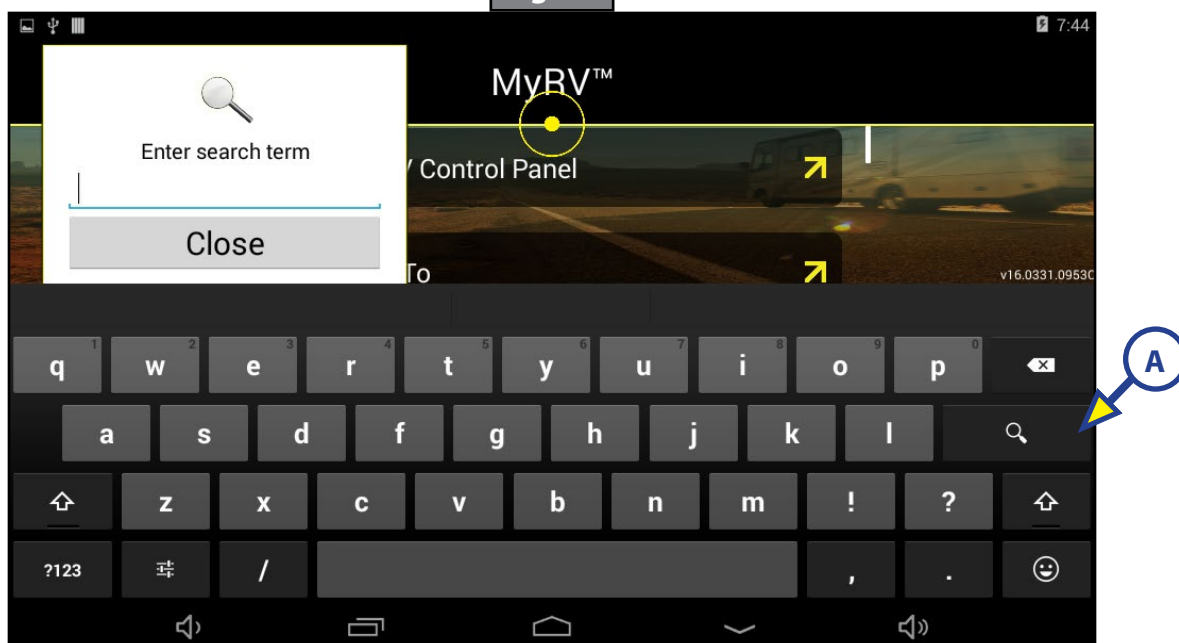 7:44
MyRV™
Enter search term
Control Panel
Close
To
v16.0331.0953C
q 1 w 2 e 3 r 4 t 5 y 6 u 7 i 8 o 9 p 0
A
a s d f g h j k l
z x c v b n m ! ?
?123 / , .